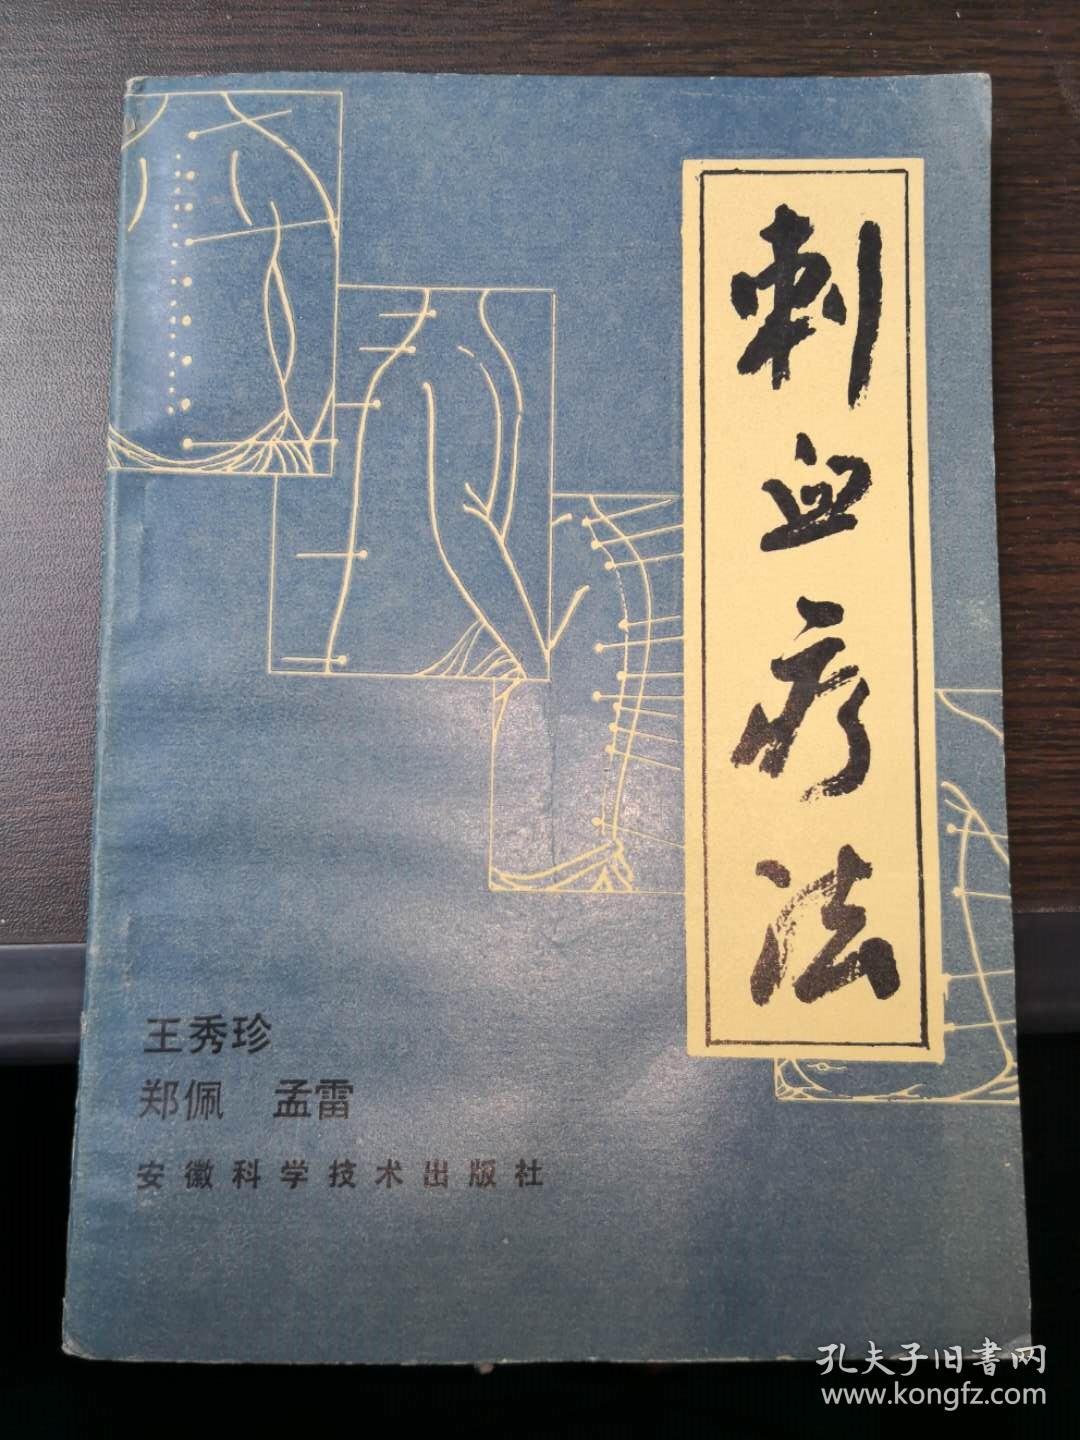 刺血疗法
王秀珍
郑佩 孟雷
安徽科学技术出版社
孔夫子旧書网
www.kongfz.com